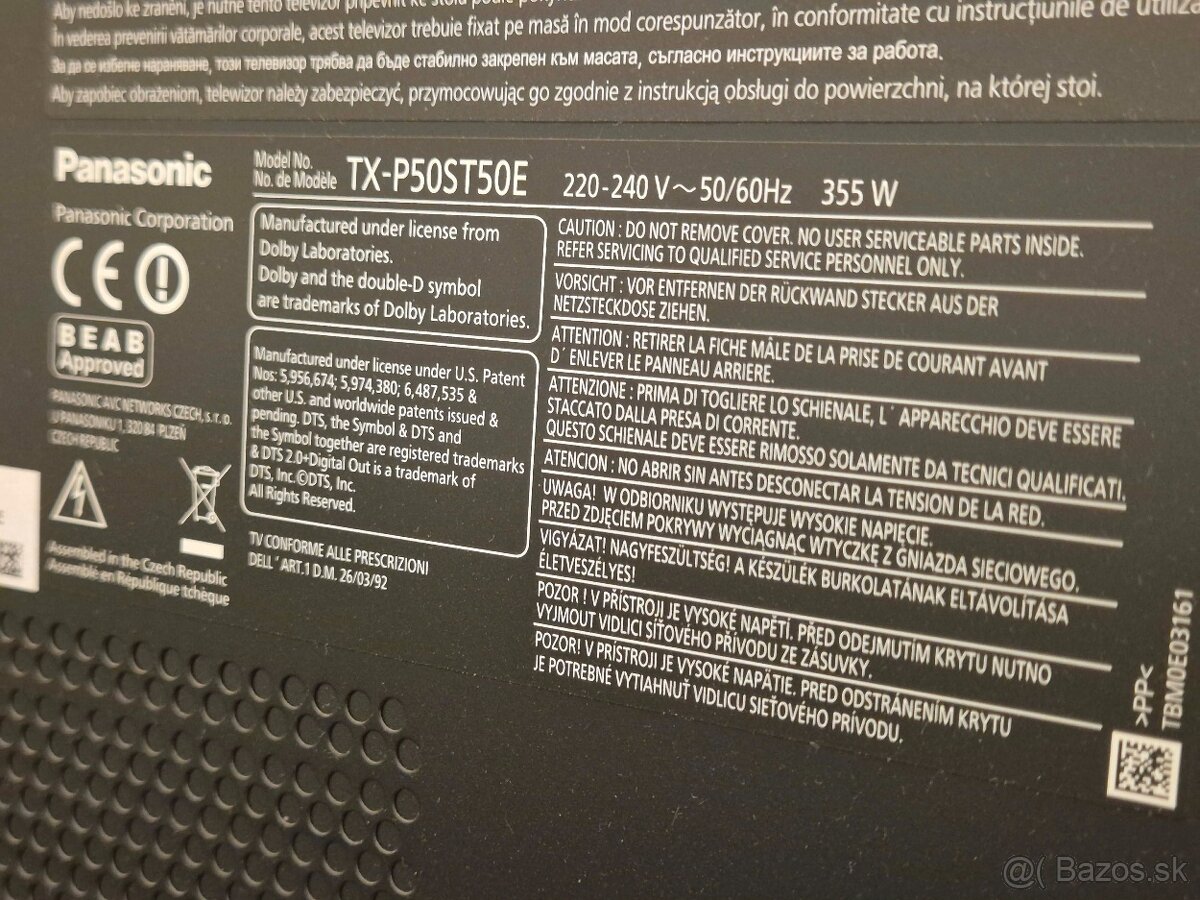 Aby nedošlo ke zranění, je nutné tento televizor připevnit ke stolu podle
În vederea prevenirii vătămărilor corporale, acest televizor trebuie fixat pe masă în mod corespunzător, în conformitate cu instrucțiunile de
За да се избегне нараняване, този телевизор трябва да бъде стабилно закрепен към масата, съгласно инструкциите за работа.
Aby zapobiec obrażeniom, telewizor należy zabezpieczyć, przymocowując go zgodnie z instrukcją obsługi do powierzchni, na której stoi.
Panasonic
Model No.
No. de Modèle
TX-P50ST50E 220-240 V~50/60Hz 355 W
Panasonic Corporation
CE
BEAB
Approved
PANASONIC AVC NETWORKS CZECH, s.r.o.
U PANASONIKU 1, 320 84 PLZEŇ
CZECH REPUBLIC
Assembled in the Czech Republic
Assemblé en République tchèque
Manufactured under license from
Dolby Laboratories.
Dolby and the double-D symbol
are trademarks of Dolby Laboratories.
Manufactured under license under U.S. Patent
Nos: 5,956,674; 5,974,380; 6,487,535 &
other U.S. and worldwide patents issued &
pending. DTS, the Symbol & DTS and
the Symbol together are registered trademarks
& DTS 2.0+Digital Out is a trademark of
DTS, Inc.©DTS, Inc.
All Rights Reserved.
TV CONFORME ALLE PRESCRIZIONI
DELL´ART.1 D.M. 26/03/92
CAUTION : DO NOT REMOVE COVER. NO USER SERVICEABLE PARTS INSIDE.
REFER SERVICING TO QUALIFIED SERVICE PERSONNEL ONLY.
VORSICHT : VOR ENTFERNEN DER RÜCKWAND STECKER AUS DER
NETZSTECKDOSE ZIEHEN.
ATTENTION : RETIRER LA FICHE MÂLE DE LA PRISE DE COURANT AVANT
D´ENLEVER LE PANNEAU ARRIERE.
ATTENZIONE : PRIMA DI TOGLIERE LO SCHIENALE, L´APPARECCHIO DEVE ESSERE
STACCATO DALLA PRESA DI CORRENTE.
QUESTO SCHIENALE DEVE ESSERE RIMOSSO SOLAMENTE DA TECNICI QUALIFICATI.
ATENCION : NO ABRIR SIN ANTES DESCONECTAR LA TENSION DE LA RED.
UWAGA! W ODBIORNIKU WYSTĘPUJE WYSOKIE NAPIĘCIE.
PRZED ZDJĘCIEM POKRYWY WYCIĄGNĄĆ WTYCZKĘ Z GNIAZDA SIECIOWEGO.
VIGYÁZAT! NAGYFESZÜLTSÉG! A KÉSZÜLÉK BURKOLATÁNAK ELTÁVOLÍTÁSA
ÉLETVESZÉLYES!
POZOR ! V PŘÍSTROJI JE VYSOKÉ NAPĚTÍ. PŘED ODEJMUTÍM KRYTU NUTNO
VYJMOUT VIDLICI SÍŤOVÉHO PŘÍVODU ZE ZÁSUVKY.
POZOR! V PRÍSTROJI JE VYSOKÉ NAPÄTIE. PRED ODSTRÁNENÍM KRYTU
JE POTREBNÉ VYTIAHNUŤ VIDLICU SIEŤOVÉHO PRÍVODU.
>PP<
TBM0E03161
@( Bazos.sk